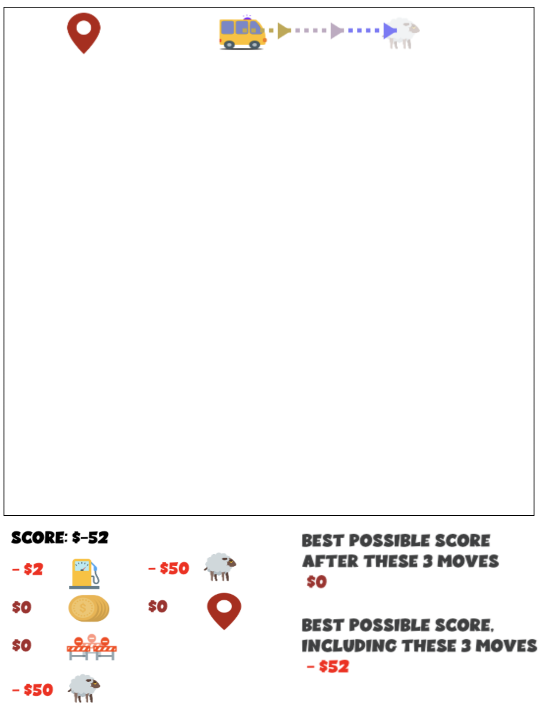 SCORE: $-52
- $2
- $50
$0
$0
$0
- $50
BEST POSSIBLE SCORE
AFTER THESE 3 MOVES
$0
BEST POSSIBLE SCORE,
INCLUDING THESE 3 MOVES
- $52